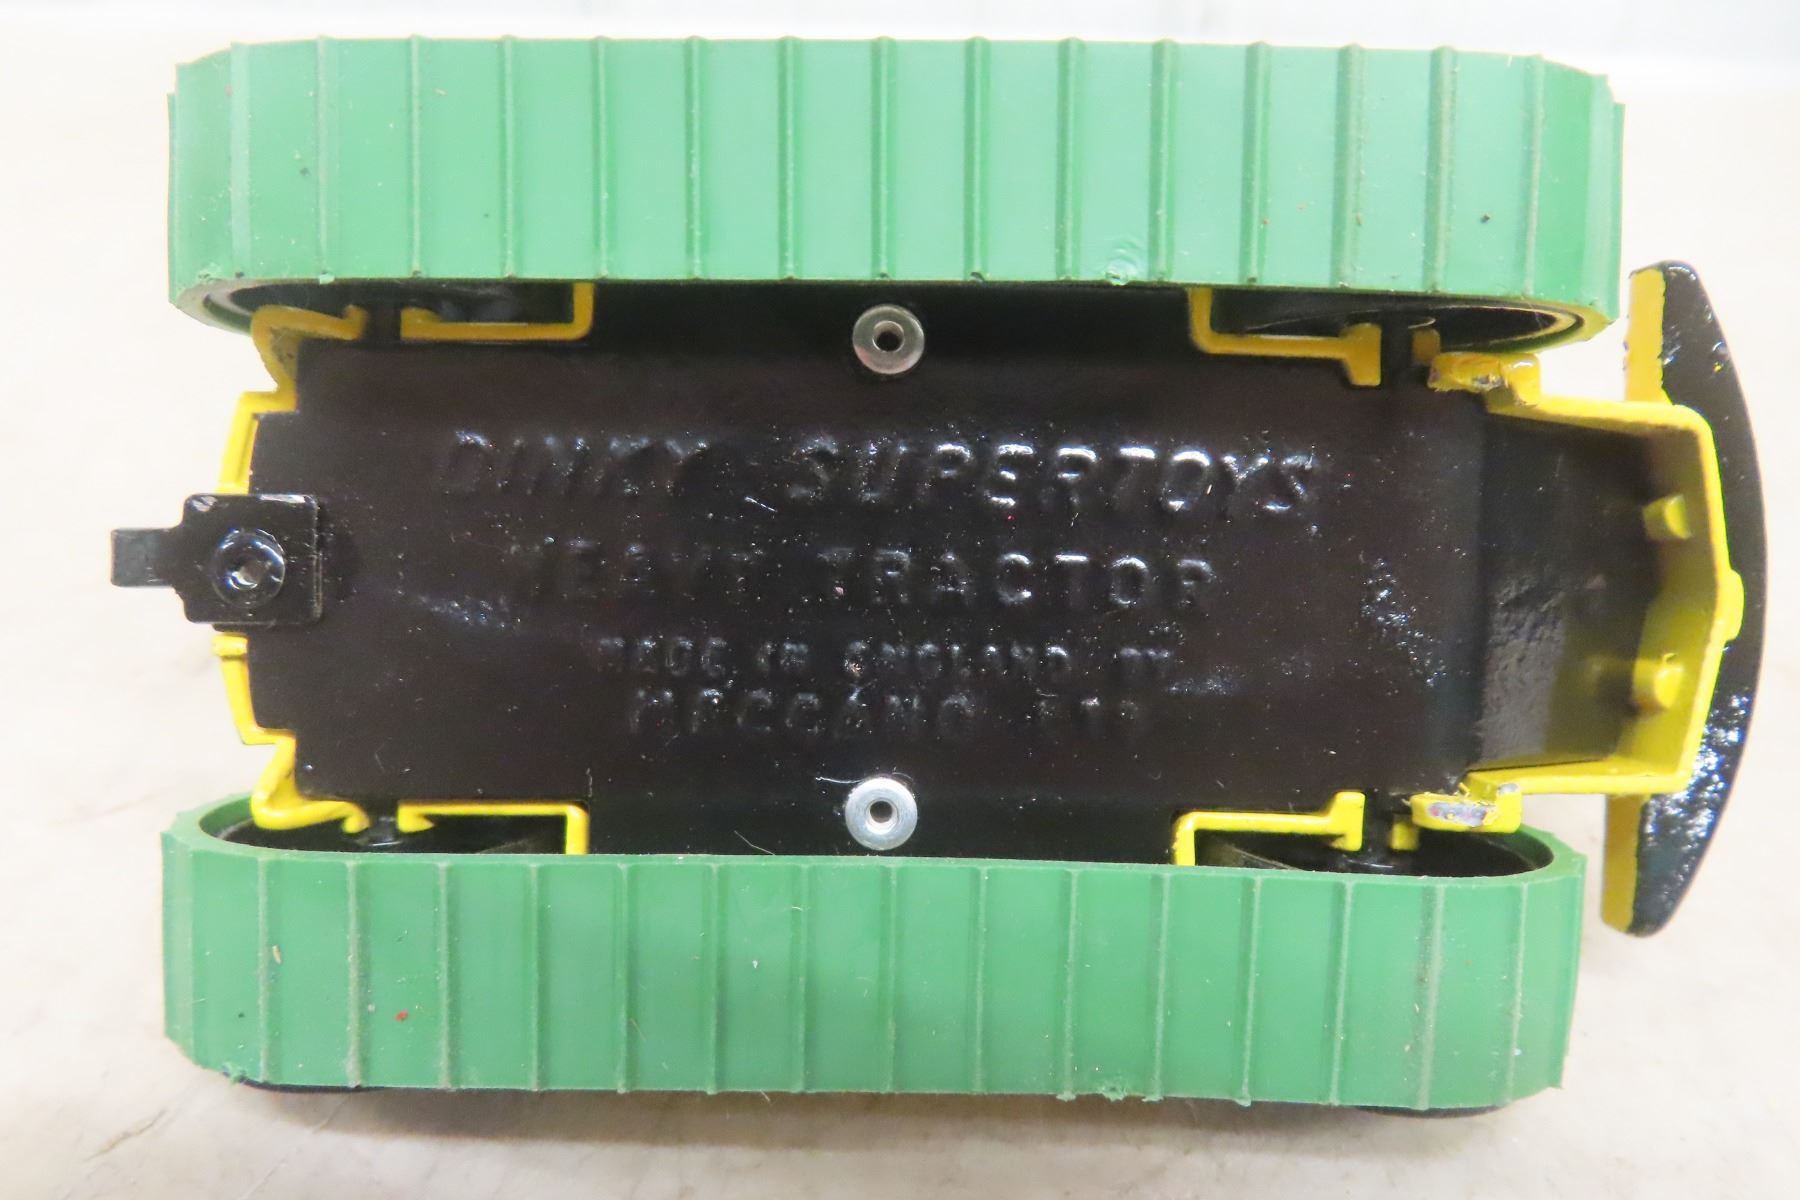 DINKY SUPERTOYS
HEAVY TRACTOR
MADE IN ENGLAND BY
MECCANO LTD